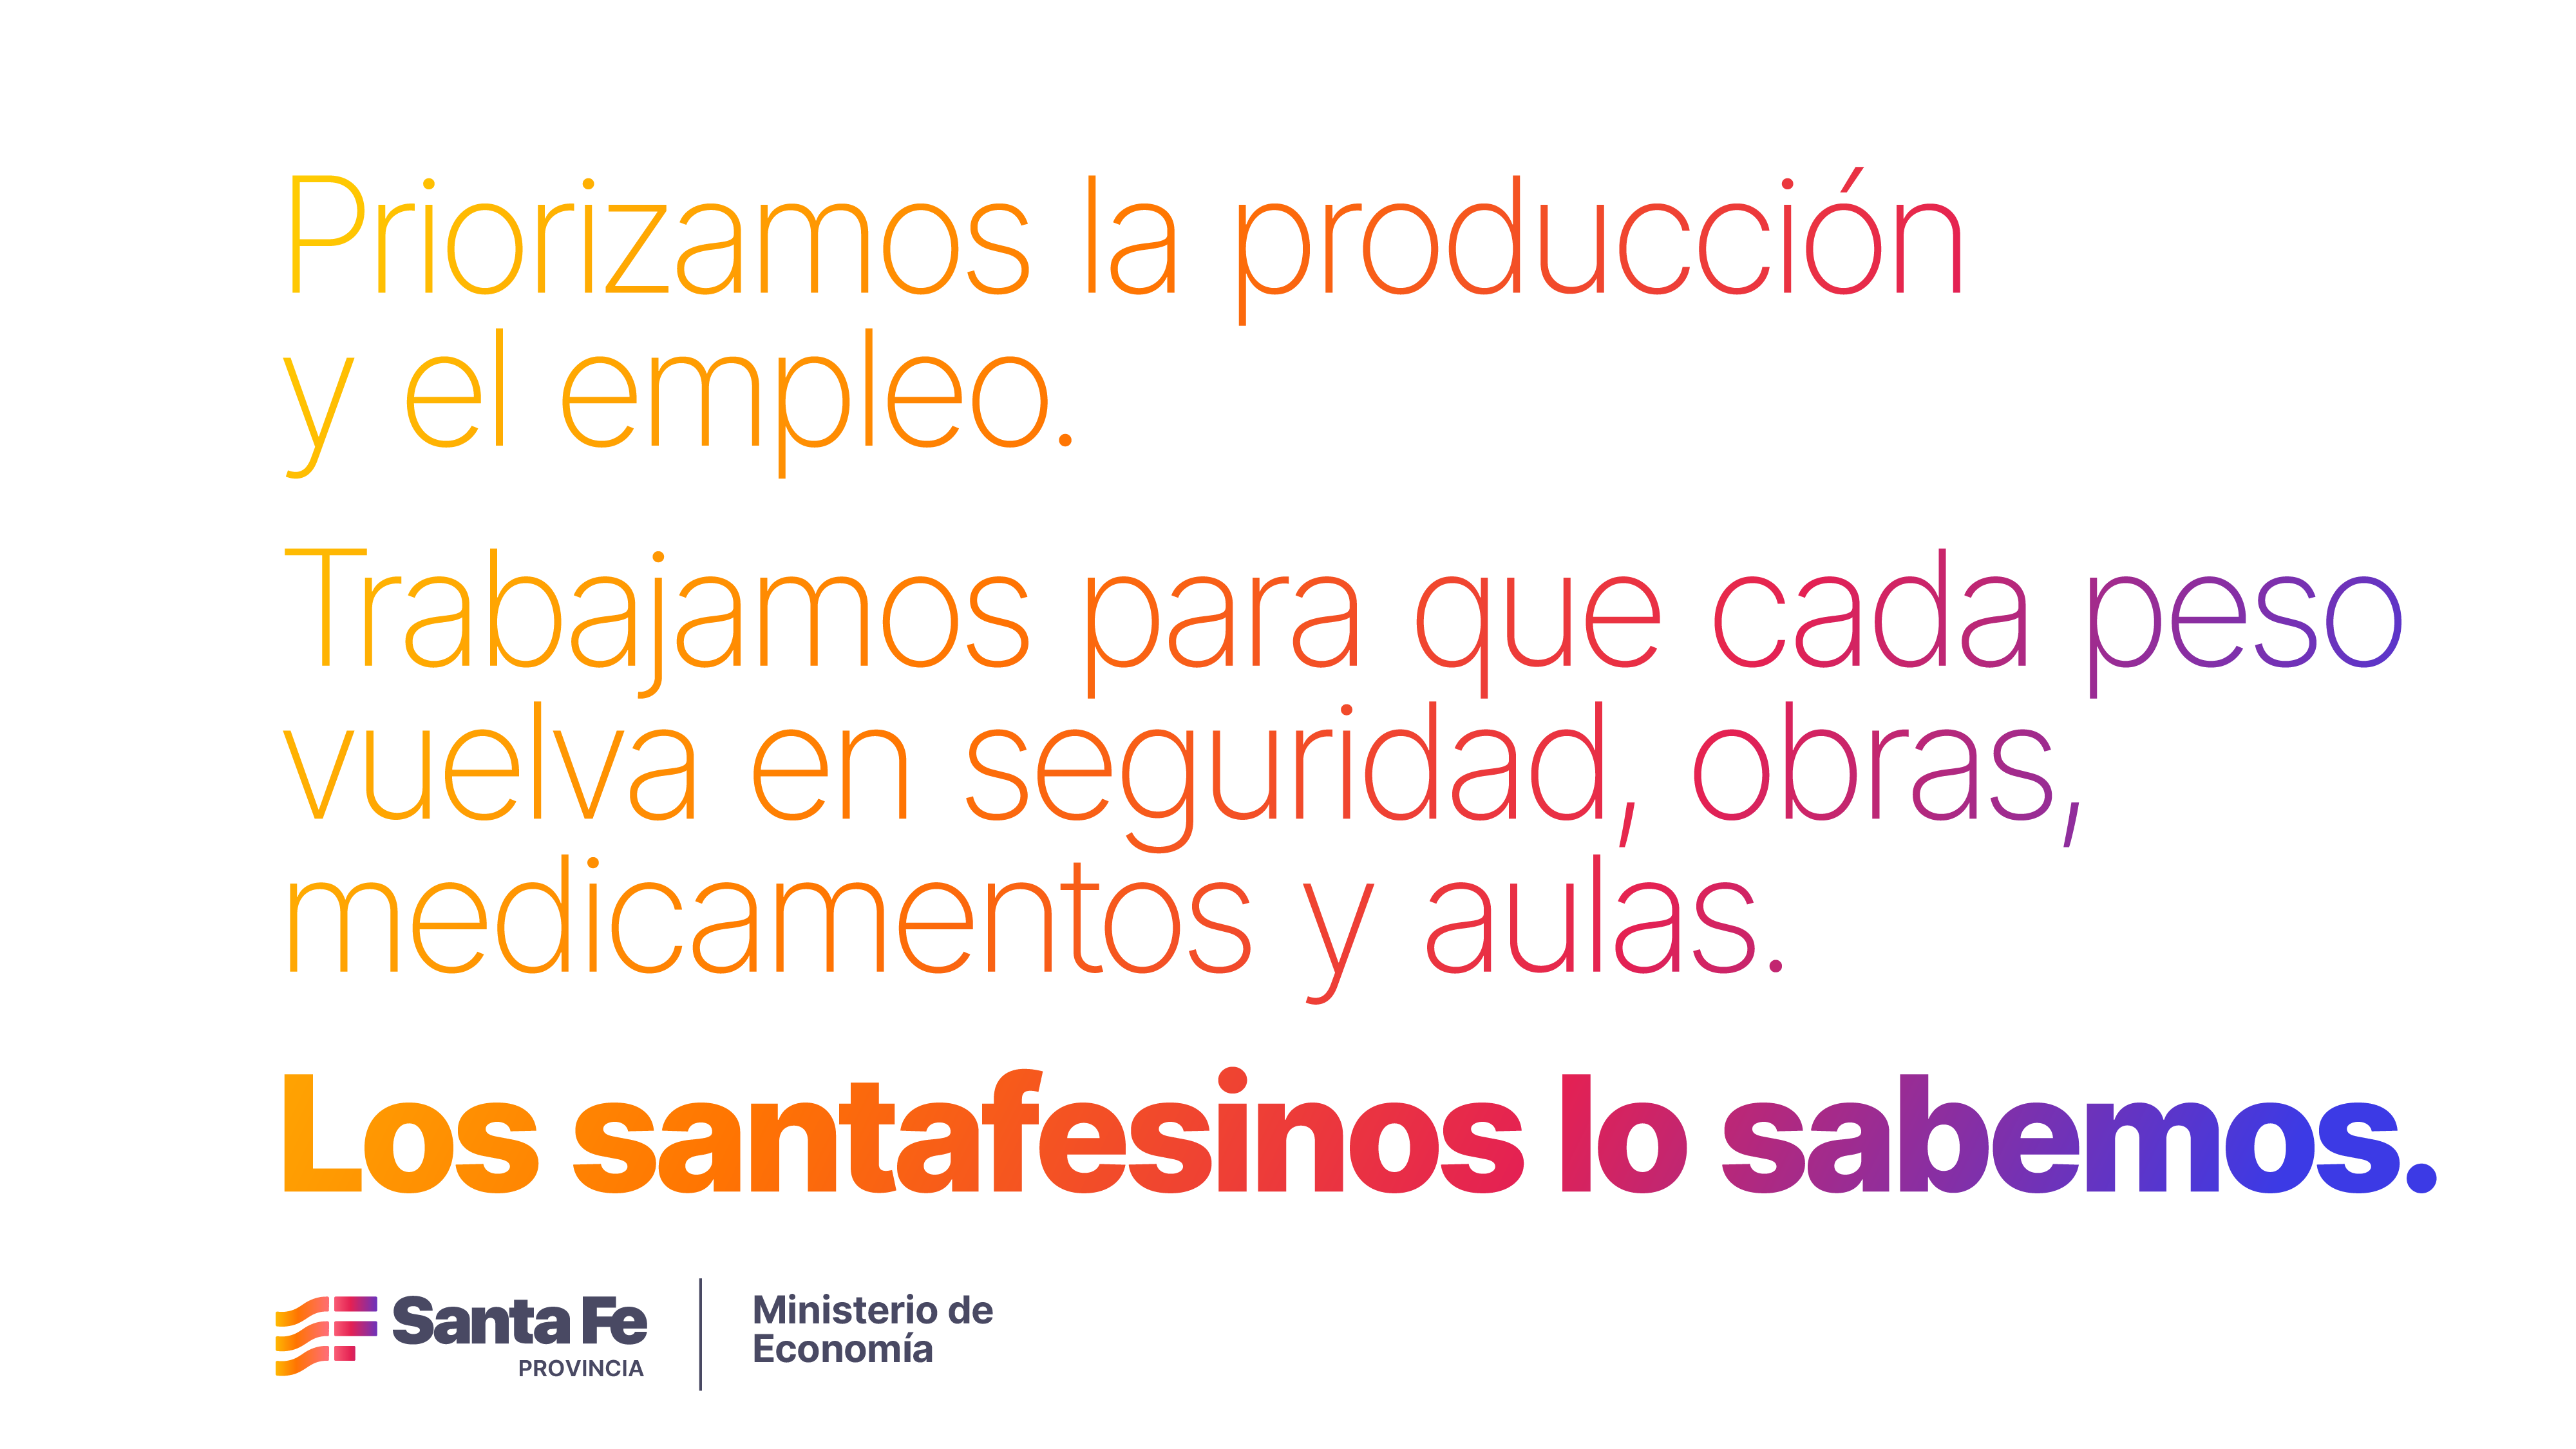 Priorizamos la producción
y el empleo.
Trabajamos para que cada peso
vuelva en seguridad, obras,
medicamentos y aulas.
Los santafesinos lo sabemos.
Santa Fe
PROVINCIA
Ministerio de
Economía